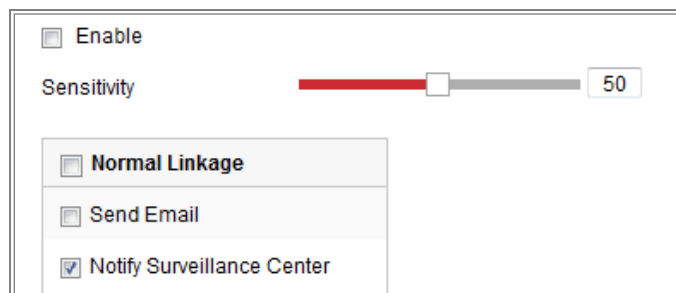 Enable
Sensitivity 50
Normal Linkage
Send Email
Notify Surveillance Center